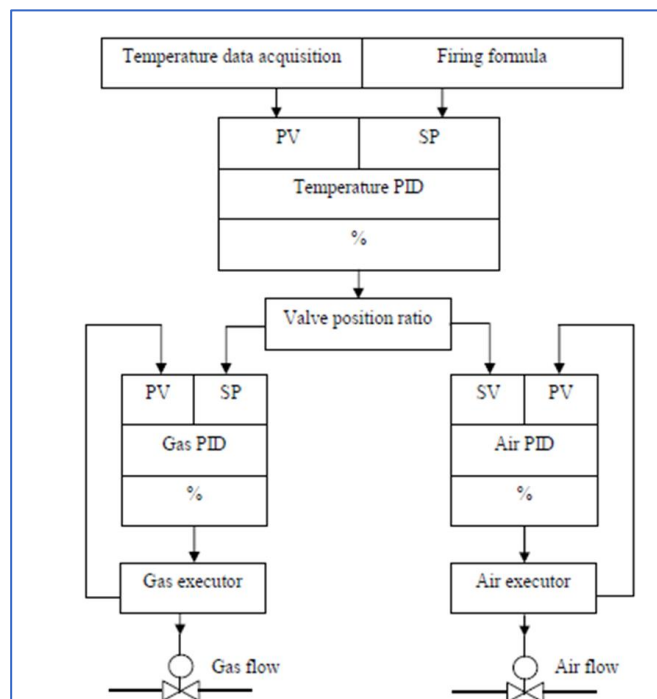 Temperature data acquisition
Firing formula
PV
SP
Temperature PID
%
Valve position ratio
PV
SP
SV
PV
Gas PID
Air PID
%
%
Gas executor
Air executor
Gas flow
Air flow